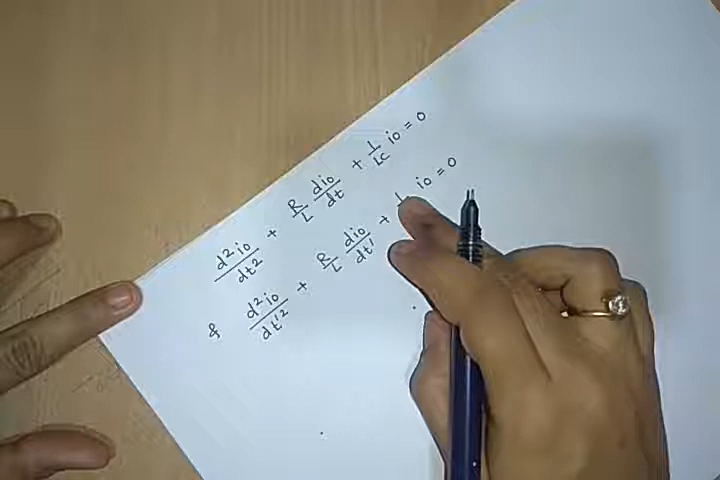 d²i₀/dt² + R/L di₀/dt + 1/LC i₀ = 0
& d²i₀/dt'² + R/L di₀/dt' + 1/ i₀ = 0